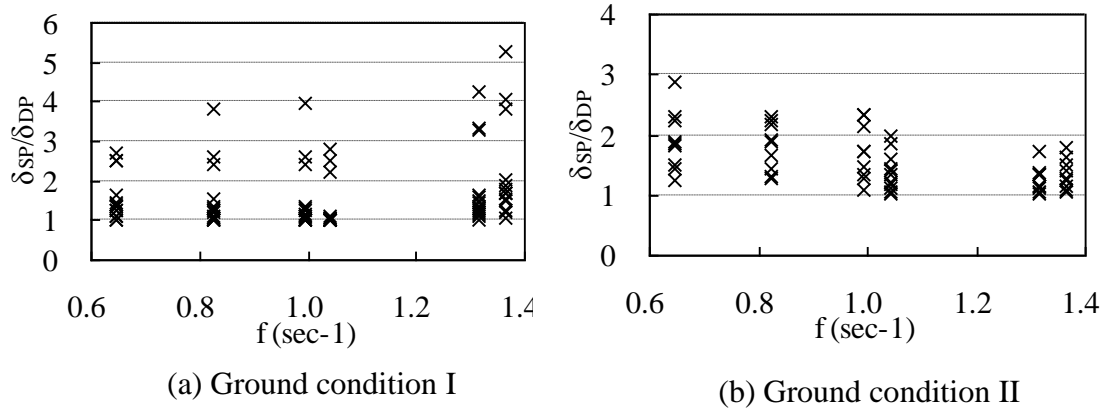 6
5
4
3
2
1
0
δSP/δDP
0.6 0.8 1.0 1.2 1.4
f (sec-1)
(a) Ground condition I
4
3
2
1
0
δSP/δDP
0.6 0.8 1.0 1.2 1.4
f (sec-1)
(b) Ground condition II